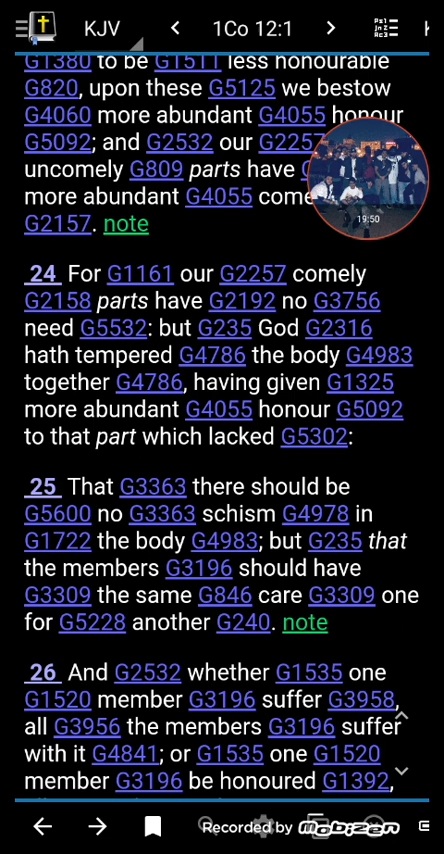 KJV 1Co 12:1
G1380 to be G1511 less honourable
G820, upon these G5125 we bestow
G4060 more abundant G4055 honour
G5092; and G2532 our G2257
uncomely G809 parts have
more abundant G4055
G2157. note
19:50
24 For G1161 our G2257 comely
G2158 parts have G2192 no G3756
need G5532: but G235 God G2316
hath tempered G4786 the body G4983
together G4786, having given G1325
more abundant G4055 honour G5092
to that part which lacked G5302:
25 That G3363 there should be
G5600 no G3363 schism G4978 in
G1722 the body G4983; but G235 that
the members G3196 should have
G3309 the same G846 care G3309 one
for G5228 another G240. note
26 And G2532 whether G1535 one
G1520 member G3196 suffer G3958,
all G3956 the members G3196 suffer
with it G4841; or G1535 one G1520
member G3196 be honoured G1392,
Recorded by mobizen